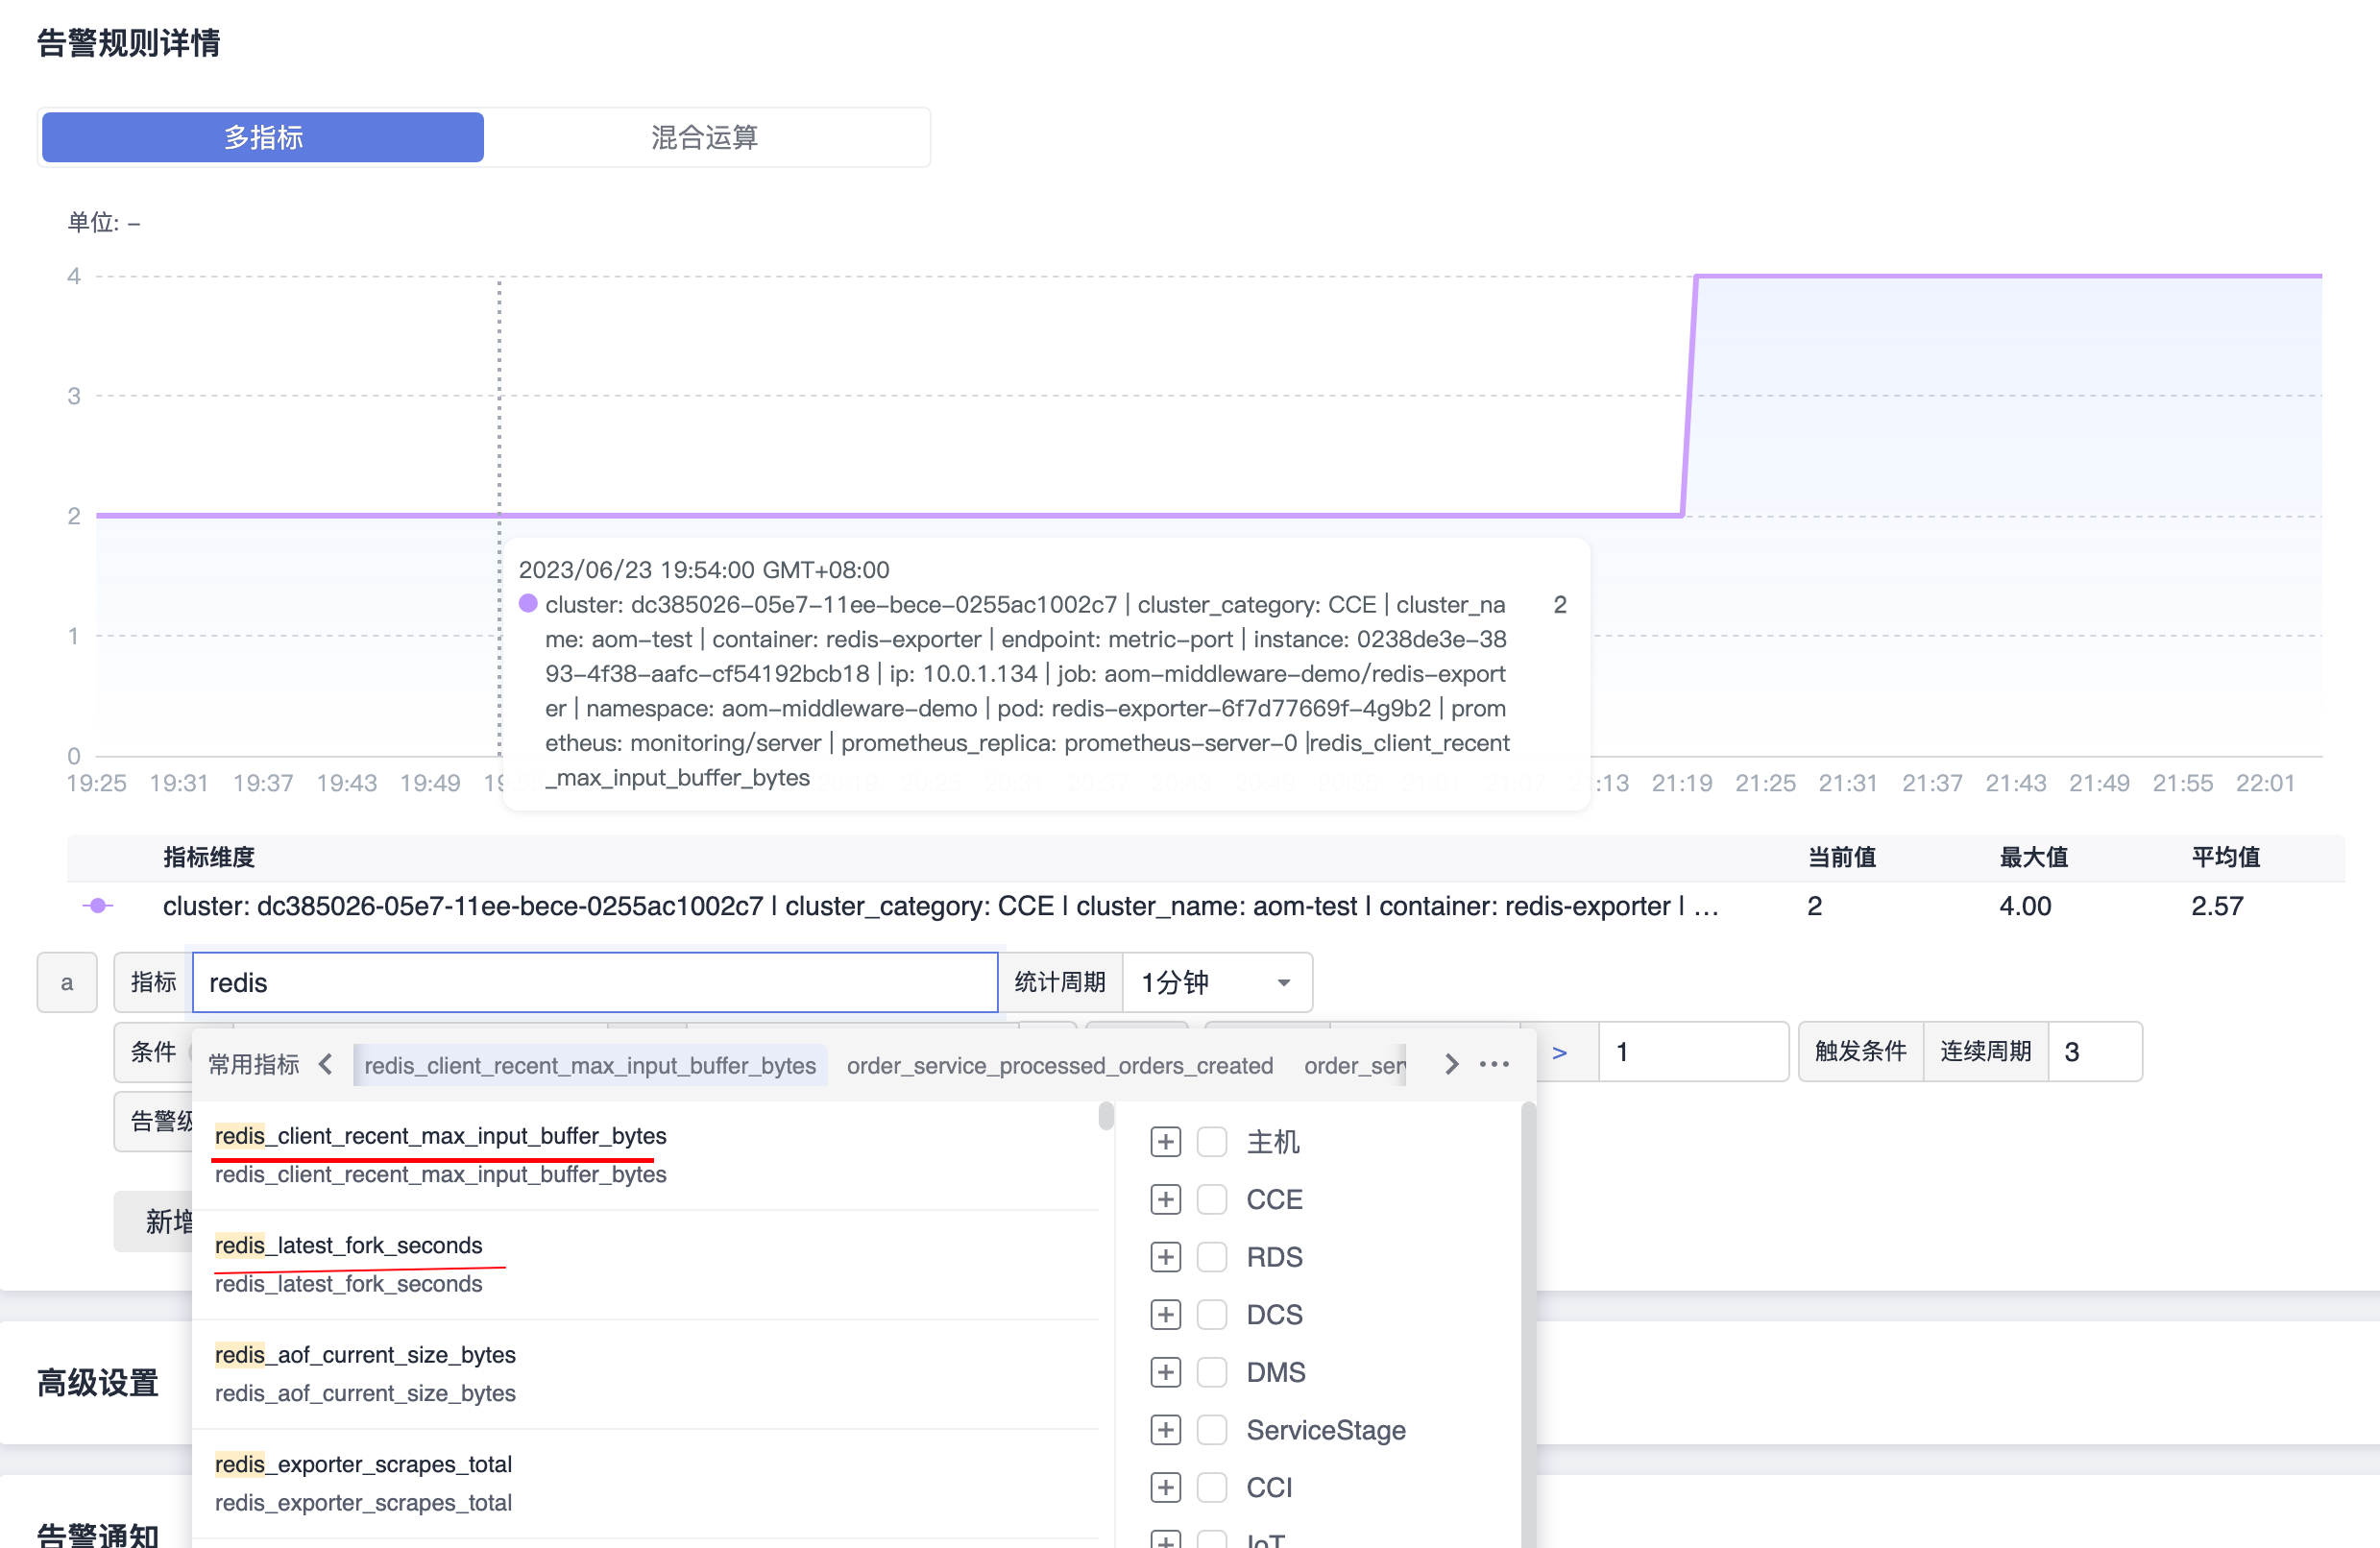 告警规则详情
多指标
混合运算
单位: –
4
3
2
1
0
2023/06/23 19:54:00 GMT+08:00
cluster: dc385026–05e7–11ee–bece–0255ac1002c7 | cluster_category: CCE | cluster_na
2
me: aom–test | container: redis–exporter | endpoint: metric–port | instance: 0238de3e–38
93–4f38–aafc–cf54192bcb18 | ip: 10.0.1.134 | job: aom–middleware–demo/redis–export
er | namespace: aom–middleware–demo | pod: redis–exporter–6f7d77669f–4g9b2 | prom
etheus: monitoring/server | prometheus_replica: prometheus–server–0 |redis_client_recent
_max_input_buffer_bytes
19:25 19:31 19:37 19:43 19:49 :13 21:19 21:25 21:31 21:37 21:43 21:49 21:55 22:01
指标维度 当前值 最大值 平均值
cluster: dc385026-05e7-11ee-bece-0255ac1002c7 | cluster_category: CCE | cluster_name: aom-test | container: redis-exporter | … 2 4.00 2.57
a 指标 redis 统计周期 1分钟
条件 > 1 触发条件 连续周期 3
常用指标 redis_client_recent_max_input_buffer_bytes order_service_processed_orders_created order_ser
告警级
新增
redis_client_recent_max_input_buffer_bytes
redis_client_recent_max_input_buffer_bytes
redis_latest_fork_seconds
redis_latest_fork_seconds
redis_aof_current_size_bytes
redis_aof_current_size_bytes
redis_exporter_scrapes_total
redis_exporter_scrapes_total
主机
CCE
RDS
DCS
DMS
ServiceStage
CCI
IoT
高级设置
告警通知